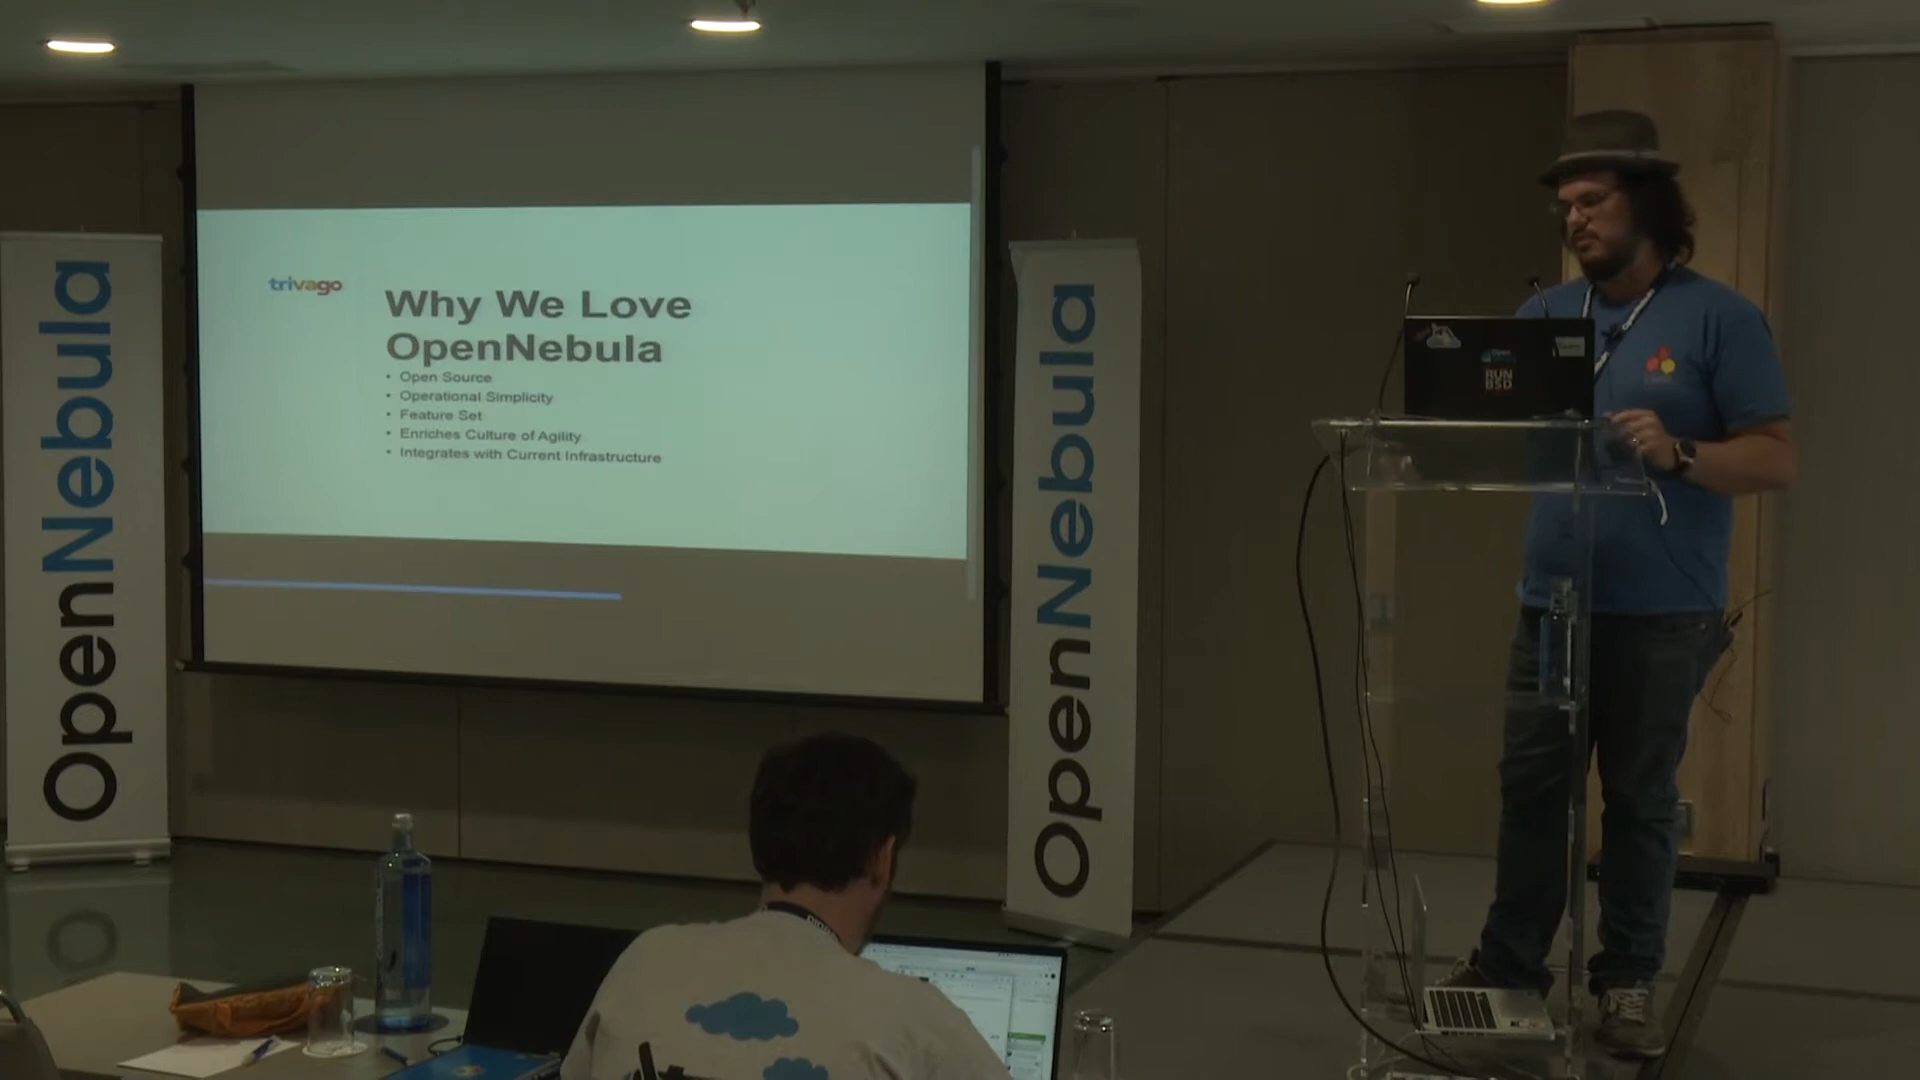 OpenNebula
trivago
Why We Love
OpenNebula
• Open Source
• Operational Simplicity
• Feature Set
• Enriches Culture of Agility
• Integrates with Current Infrastructure
OpenNebula
RUN
BSD